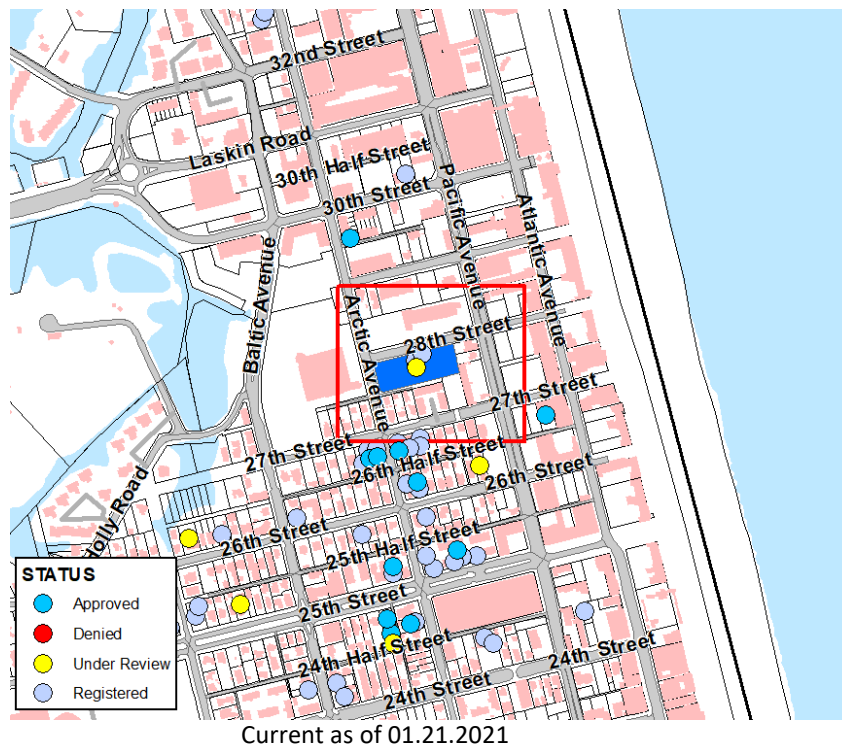 32nd Street
Laskin Road
30th Half Street
30th Street
Pacific Avenue
Atlantic Avenue
Baltic Avenue
Arctic Avenue
28th Street
27th Street
27th Street
26th Half Street
26th Street
26th Street
Holly Road
25th Half Street
25th Street
24th Half Street
24th Street
24th Street
STATUS
Approved
Denied
Under Review
Registered
Current as of 01.21.2021